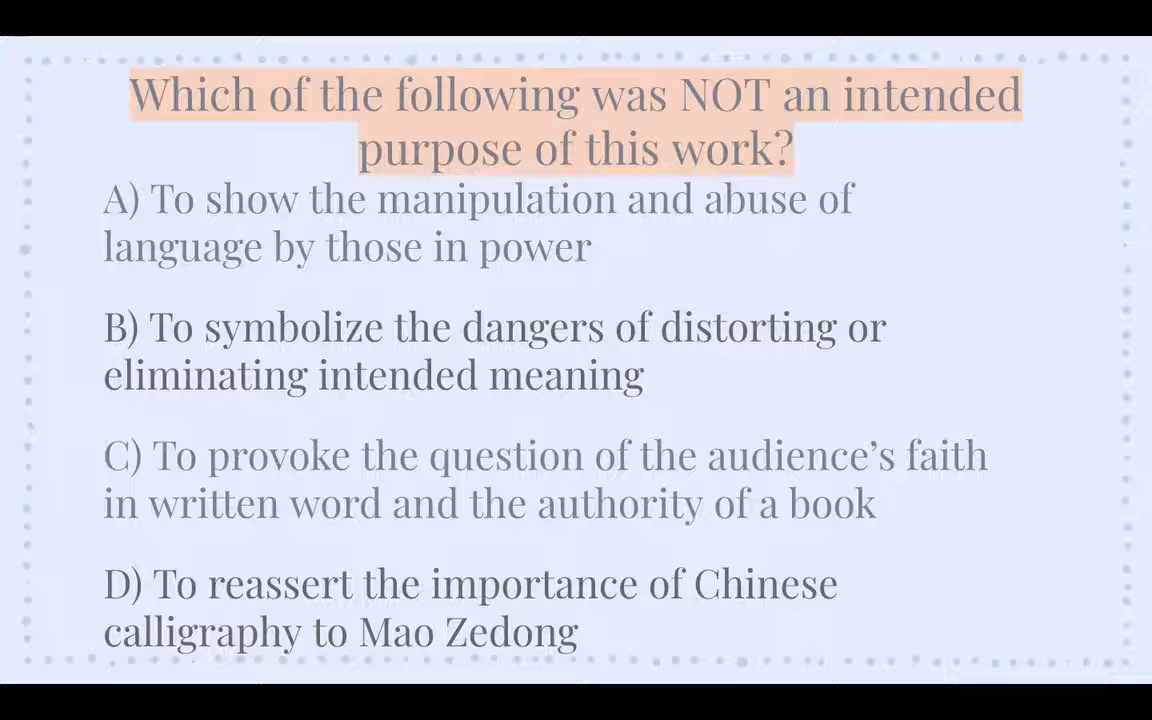 Which of the following was NOT an intended
purpose of this work?
A) To show the manipulation and abuse of
language by those in power
B) To symbolize the dangers of distorting or
eliminating intended meaning
C) To provoke the question of the audience’s faith
in written word and the authority of a book
D) To reassert the importance of Chinese
calligraphy to Mao Zedong